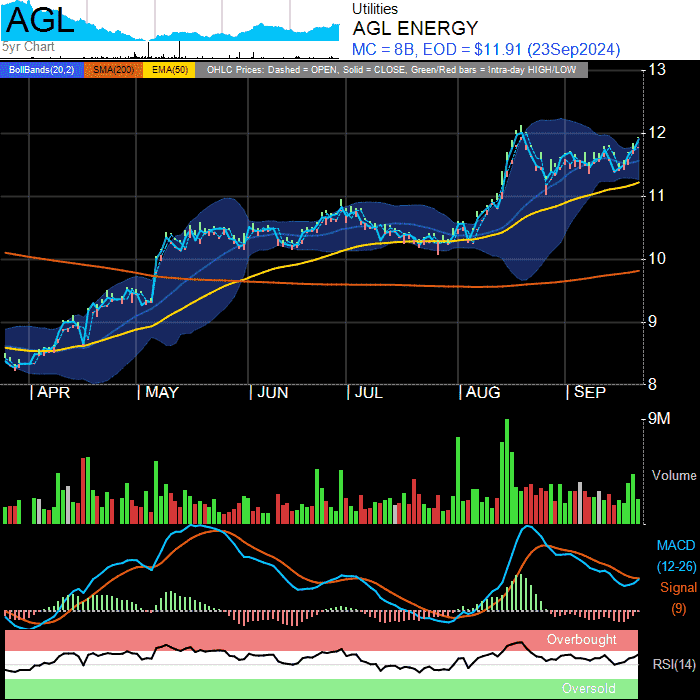 AGL
5yr Chart
Utilities
AGL ENERGY
MC = 8B, EOD = $11.91 (23Sep2024)
BollBands(20,2) SMA(200) EMA(50) OHLC Prices: Dashed = OPEN, Solid = CLOSE, Green/Red bars = Intra-day HIGH/LOW
13
12
11
10
9
8
|APR |MAY |JUN |JUL |AUG |SEP
9M
Volume
MACD
(12-26)
Signal
(9)
Overbought
RSI(14)
Oversold